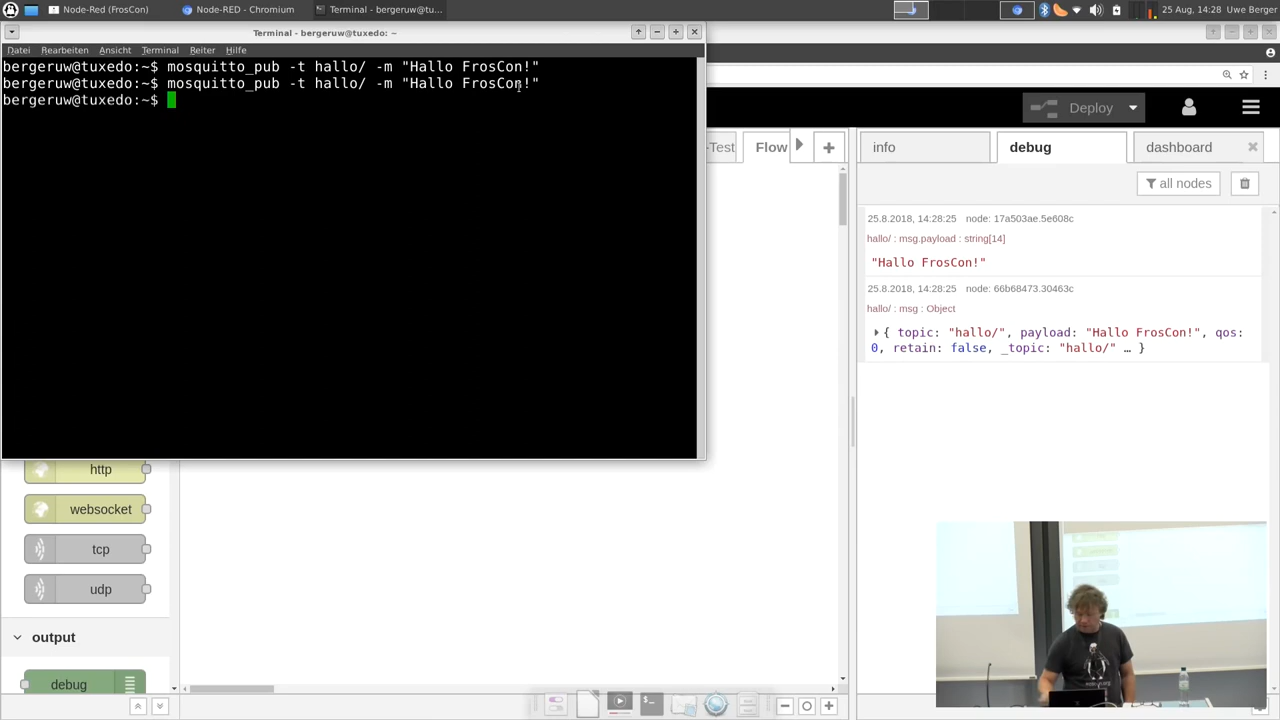 Node-Red (FrosCon)
Node-RED - Chromium
Terminal - bergeruw@tu...
25 Aug, 14:28
Uwe Berger
Terminal - bergeruw@tuxedo: ~
Datei Bearbeiten Ansicht Terminal Reiter Hilfe
bergeruw@tuxedo:~$ mosquitto_pub -t hallo/ -m "Hallo FrosCon!"
bergeruw@tuxedo:~$ mosquitto_pub -t hallo/ -m "Hallo FrosCon!"
bergeruw@tuxedo:~$
Deploy
-Test
Flow
info
debug
dashboard
all nodes
25.8.2018, 14:28:25 node: 17a503ae.5e608c
hallo/ : msg.payload : string[14]
"Hallo FrosCon!"
25.8.2018, 14:28:25 node: 66b68473.30463c
hallo/ : msg : Object
{ topic: "hallo/", payload: "Hallo FrosCon!", qos:
0, retain: false, _topic: "hallo/" … }
http
websocket
tcp
udp
output
debug